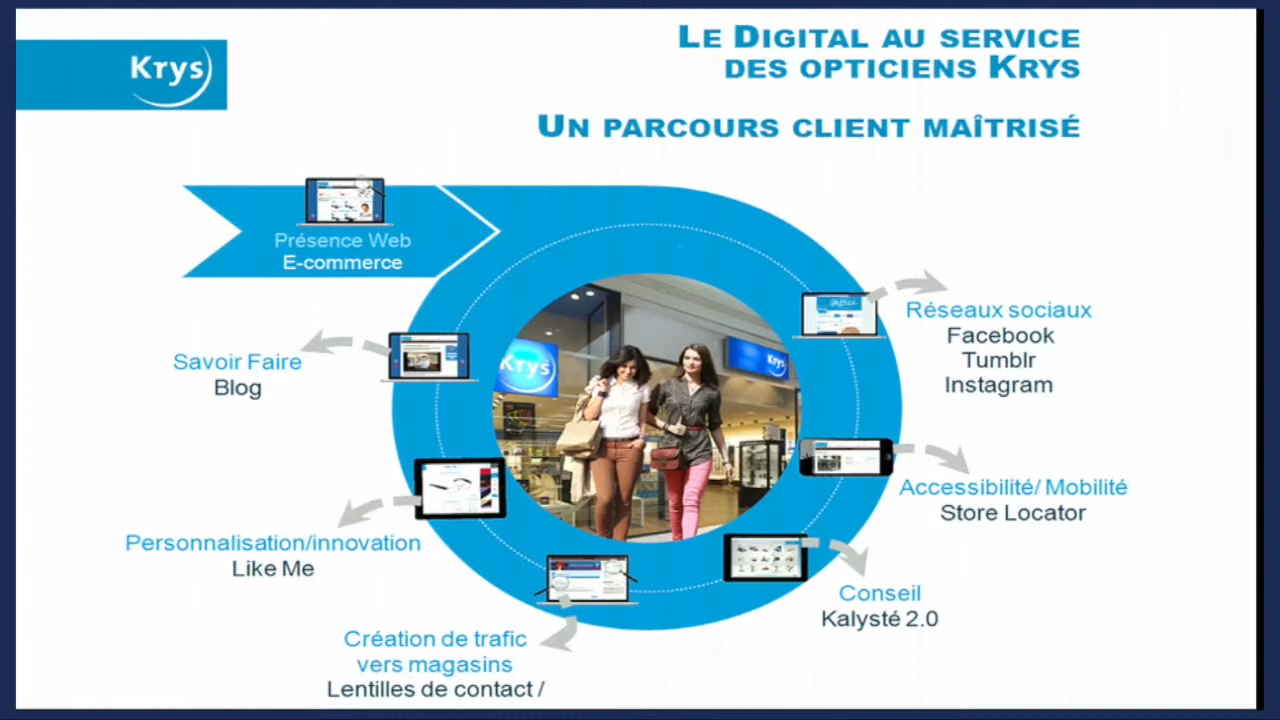 Krys
LE DIGITAL AU SERVICE
DES OPTICIENS KRYS
UN PARCOURS CLIENT MAÎTRISÉ
Présence Web
E-commerce
Réseaux sociaux
Facebook
Tumblr
Instagram
Accessibilité/ Mobilité
Store Locator
Conseil
Kalysté 2.0
Création de trafic
vers magasins
Lentilles de contact /
Personnalisation/innovation
Like Me
Savoir Faire
Blog
Krys
Krys